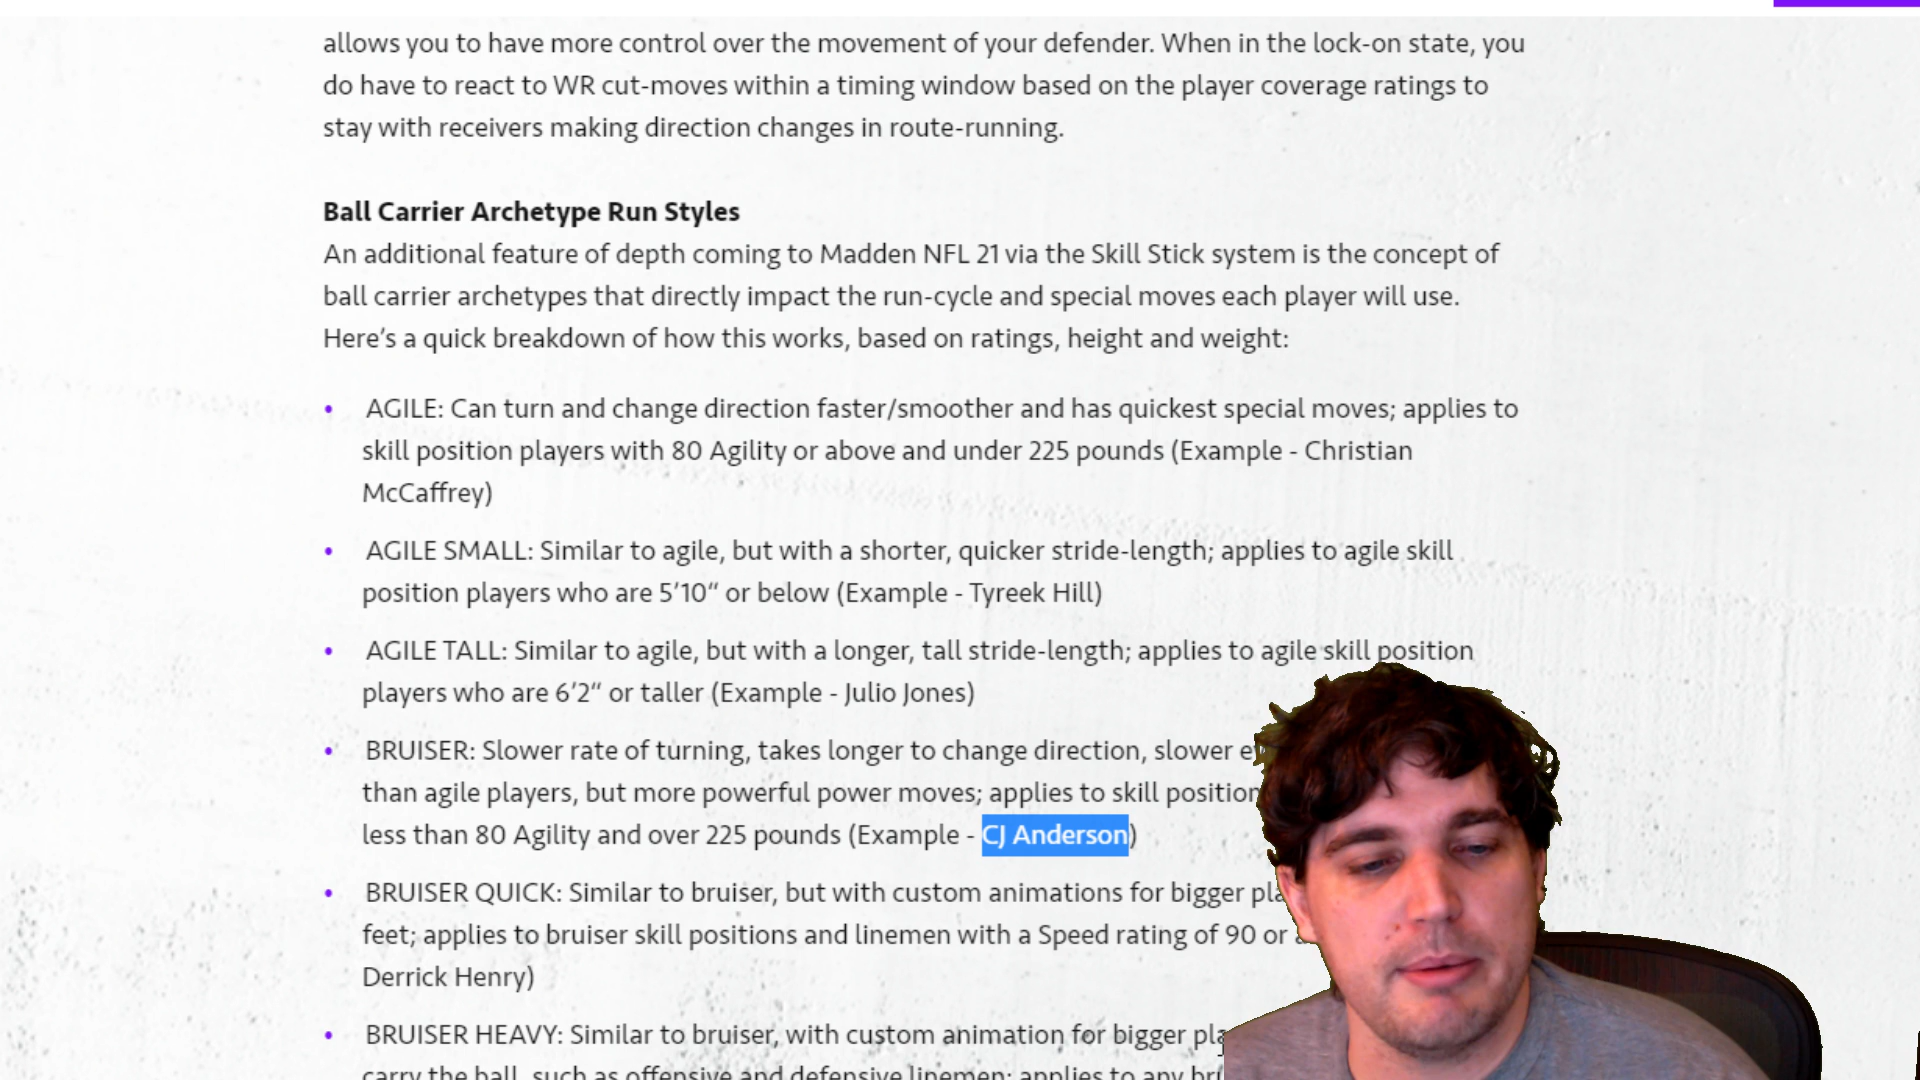 allows you to have more control over the movement of your defender. When in the lock-on state, you
do have to react to WR cut-moves within a timing window based on the player coverage ratings to
stay with receivers making direction changes in route-running.
Ball Carrier Archetype Run Styles
An additional feature of depth coming to Madden NFL 21 via the Skill Stick system is the concept of
ball carrier archetypes that directly impact the run-cycle and special moves each player will use.
Here’s a quick breakdown of how this works, based on ratings, height and weight:
• AGILE: Can turn and change direction faster/smoother and has quickest special moves; applies to
skill position players with 80 Agility or above and under 225 pounds (Example - Christian
McCaffrey)
• AGILE SMALL: Similar to agile, but with a shorter, quicker stride-length; applies to agile skill
position players who are 5’10” or below (Example - Tyreek Hill)
• AGILE TALL: Similar to agile, but with a longer, tall stride-length; applies to agile skill position
players who are 6’2” or taller (Example - Julio Jones)
• BRUISER: Slower rate of turning, takes longer to change direction, slower
than agile players, but more powerful power moves; applies to skill position
less than 80 Agility and over 225 pounds (Example - CJ Anderson)
• BRUISER QUICK: Similar to bruiser, but with custom animations for bigger
feet; applies to bruiser skill positions and linemen with a Speed rating of 90 or
Derrick Henry)
• BRUISER HEAVY: Similar to bruiser, with custom animation for bigger
carry the ball, such as offensive and defensive linemen; applies to any